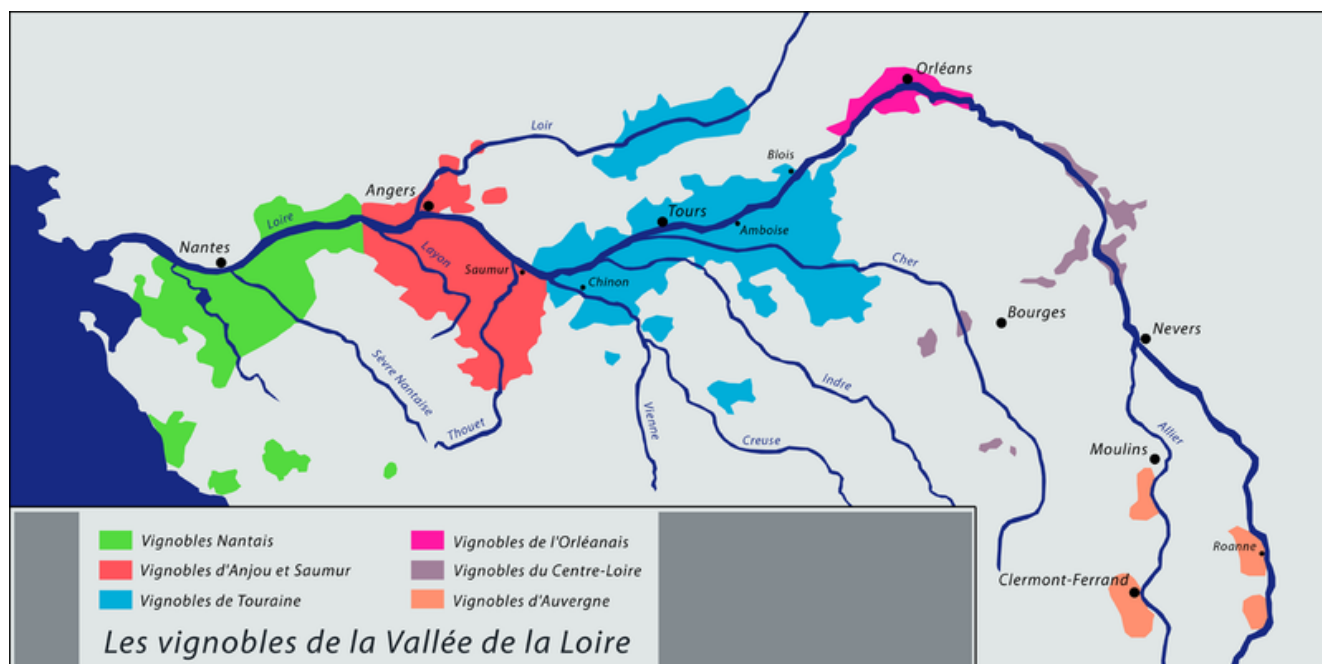 Orléans
Loir
Blois
Angers
Tours
Loire
Amboise
Nantes
Layon
Saumur
Cher
Chinon
Bourges
Nevers
Sèvre Nantaise
Indre
Vienne
Thouet
Creuse
Allier
Moulins
Roanne
Clermont-Ferrand
Vignobles Nantais
Vignobles d'Anjou et Saumur
Vignobles de Touraine
Vignobles de l'Orléanais
Vignobles du Centre-Loire
Vignobles d'Auvergne
Les vignobles de la Vallée de la Loire